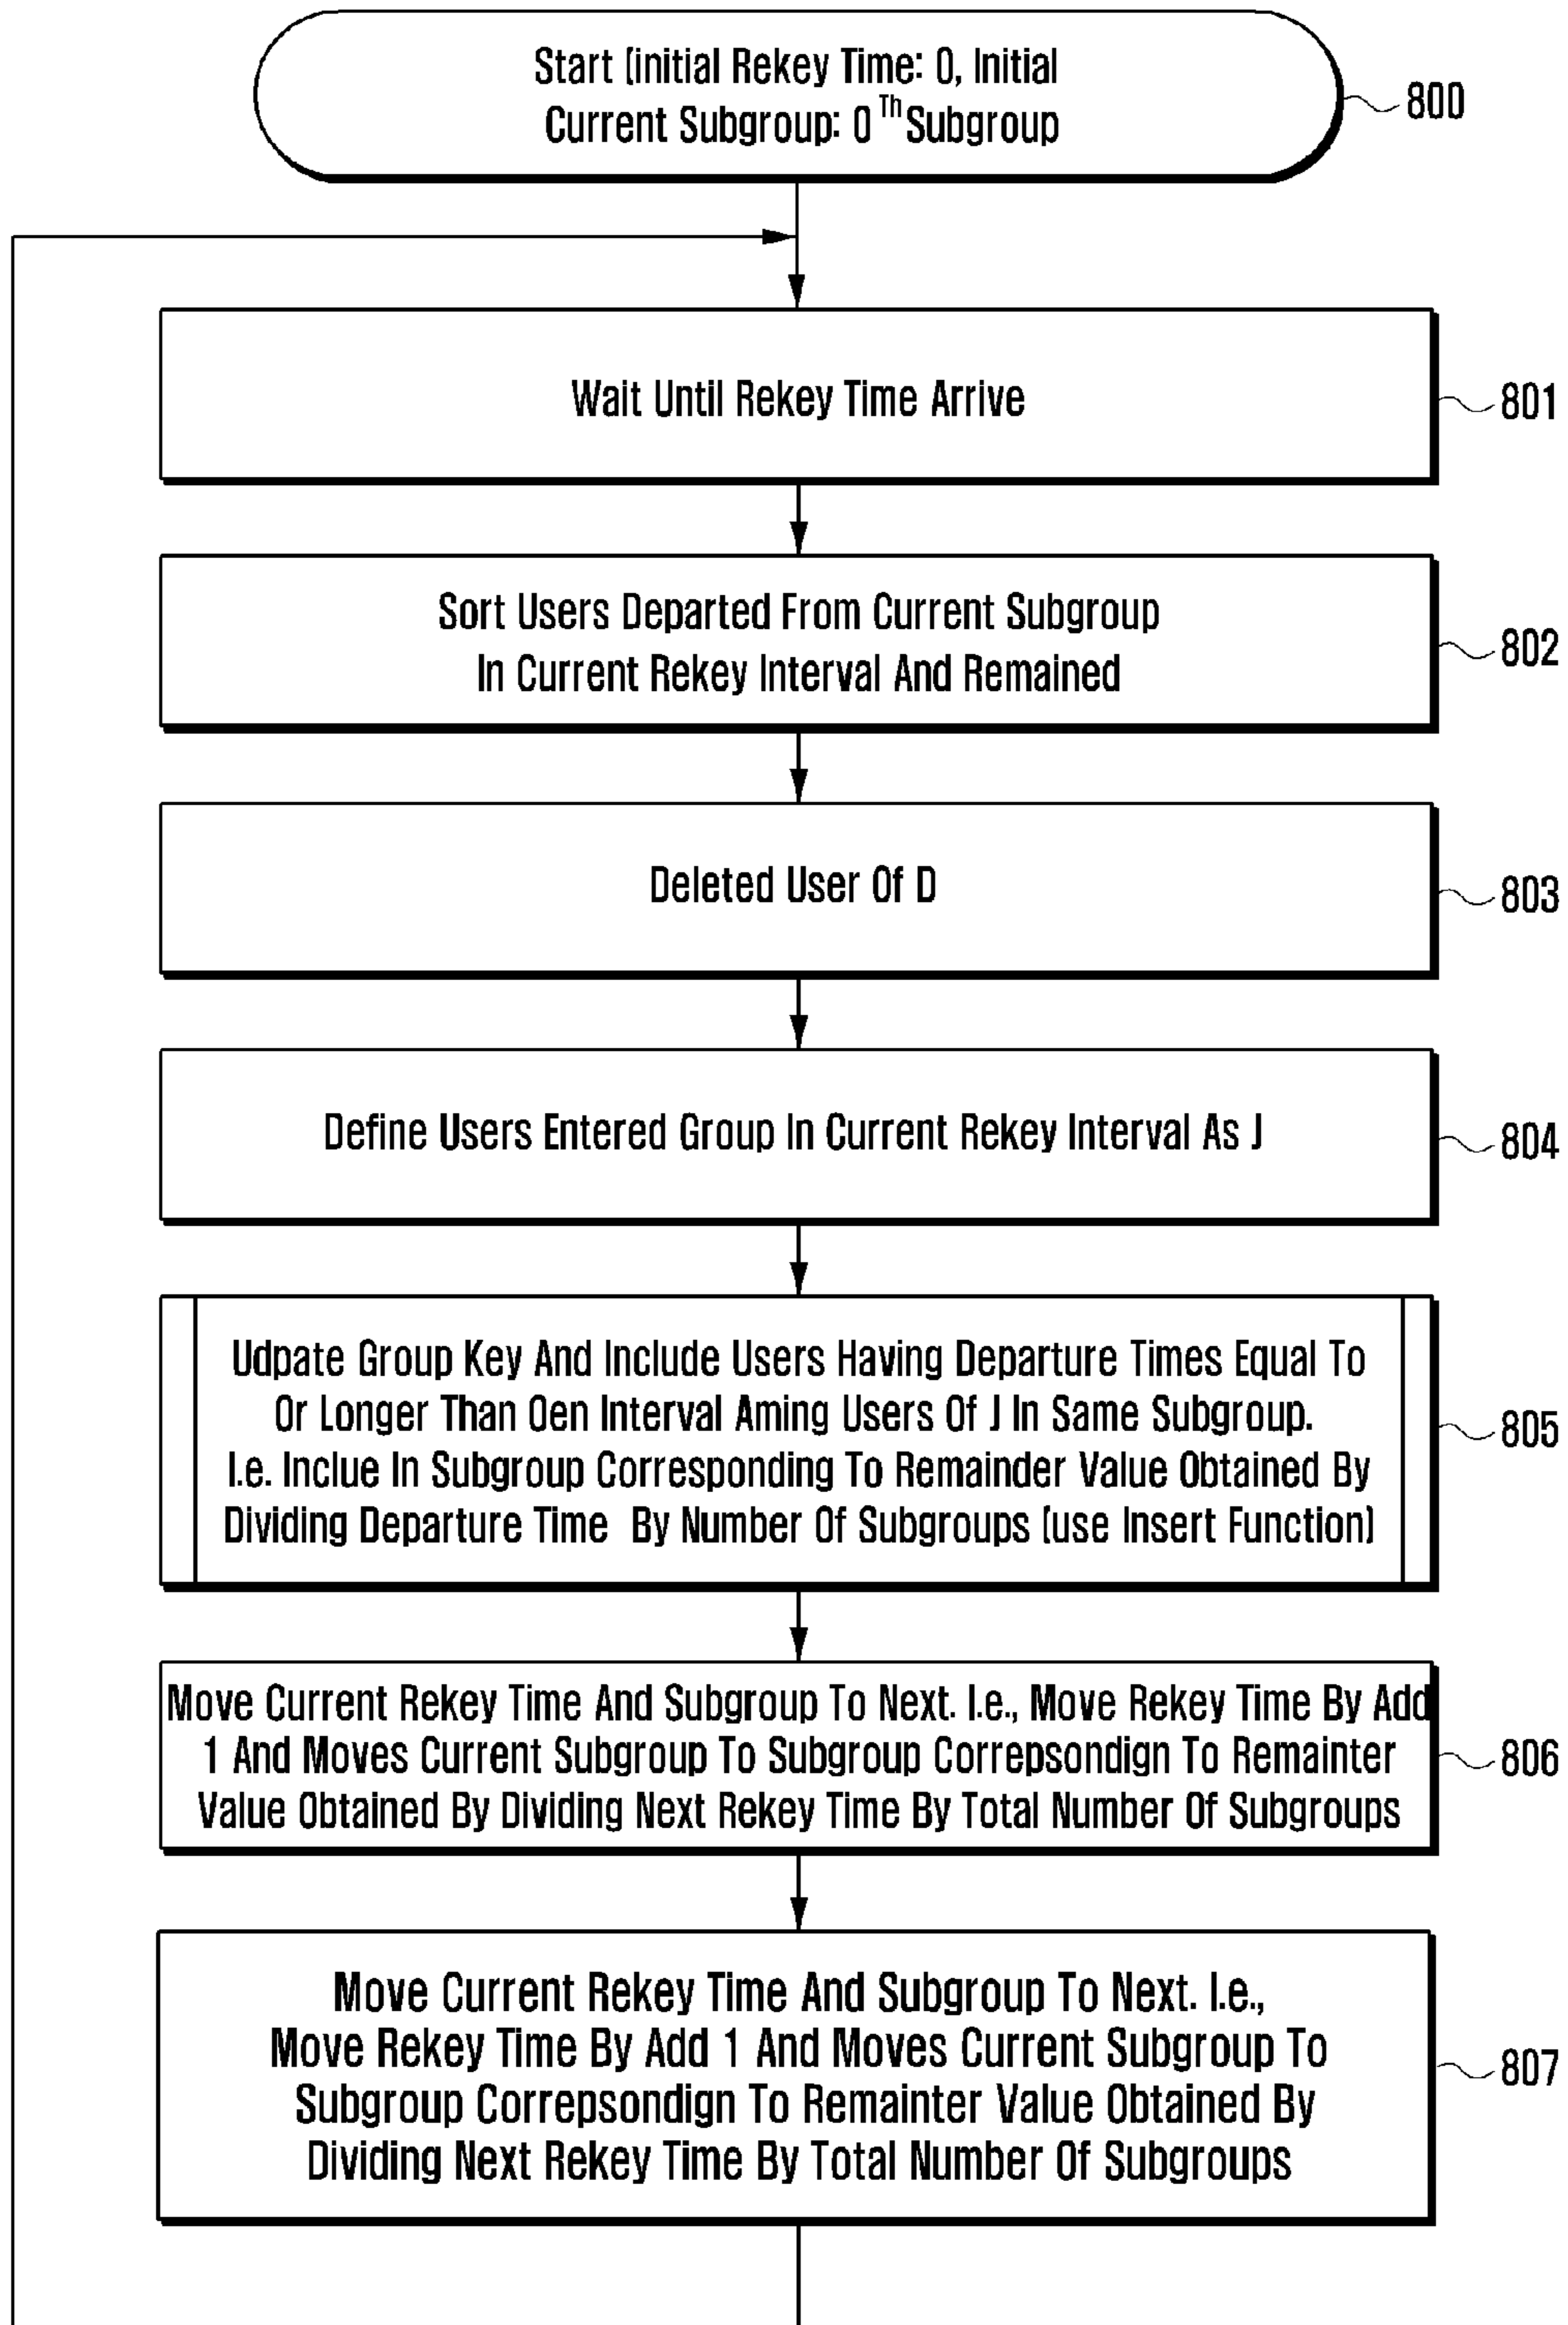 Start (initial Rekey Time: 0, Initial
Current Subgroup: 0 Th Subgroup
800
Wait Until Rekey Time Arrive
801
Sort Users Departed From Current Subgroup
In Current Rekey Interval And Remained
802
Deleted User Of D
803
Define Users Entered Group In Current Rekey Interval As J
804
Udpate Group Key And Include Users Having Departure Times Equal To
Or Longer Than Oen Interval Aming Users Of J In Same Subgroup.
I.e. Inclue In Subgroup Corresponding To Remainder Value Obtained By
Dividing Departure Time By Number Of Subgroups (use Insert Function)
805
Move Current Rekey Time And Subgroup To Next. I.e., Move Rekey Time By Add
1 And Moves Current Subgroup To Subgroup Correpsondign To Remainter
Value Obtained By Dividing Next Rekey Time By Total Number Of Subgroups
806
Move Current Rekey Time And Subgroup To Next. I.e.,
Move Rekey Time By Add 1 And Moves Current Subgroup To
Subgroup Correpsondign To Remainter Value Obtained By
Dividing Next Rekey Time By Total Number Of Subgroups
807